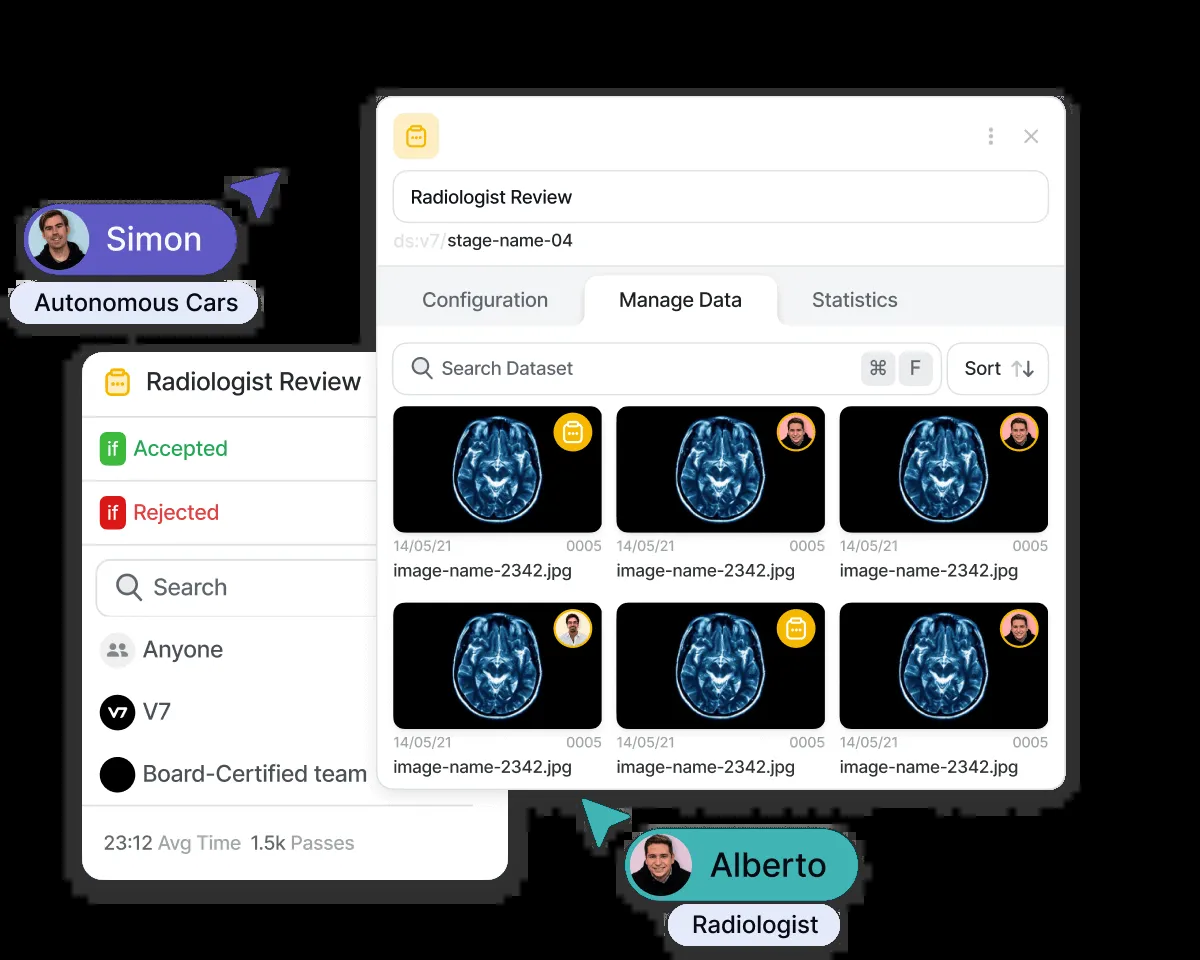 Simon
Autonomous Cars
Radiologist Review
if Accepted
if Rejected
Search
Anyone
V7 V7
Board-Certified team
23:12 Avg Time 1.5k Passes
Radiologist Review
ds:v7/stage-name-04
Configuration Manage Data Statistics
Search Dataset ⌘ F Sort
14/05/21 0005 14/05/21 0005 14/05/21 0005
image-name-2342.jpg image-name-2342.jpg image-name-2342.jpg
14/05/21 0005 14/05/21 0005 14/05/21 0005
image-name-2342.jpg image-name-2342.jpg image-name-2342.jpg
Alberto
Radiologist